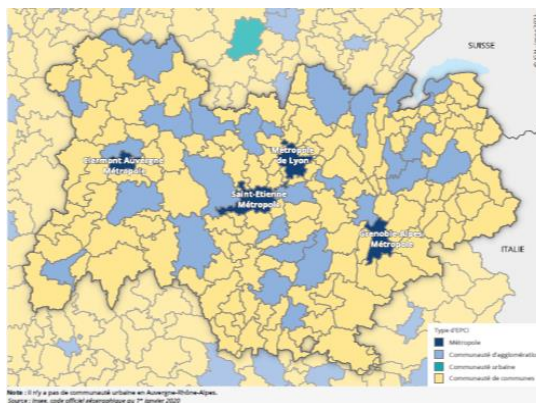 SUISSE
Clermont Auvergne
Métropole
Métropole
de Lyon
Saint-Etienne
Métropole
Grenoble-Alpes
Métropole
ITALIE
Type d'EPCI
Métropole
Communauté d'agglomération
Communauté urbaine
Communauté de communes
Note : Il n'y a pas de communauté urbaine en Auvergne-Rhône-Alpes.
Source : Insee, code officiel géographique au 1er janvier 2020